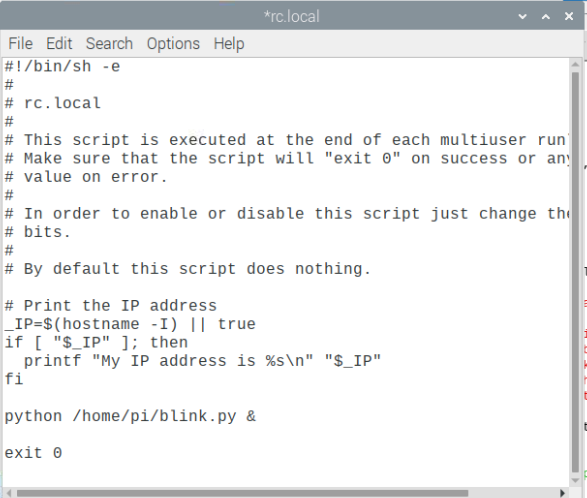 *rc.local
File Edit Search Options Help
#!/bin/sh -e
#
# rc.local
#
# This script is executed at the end of each multiuser
# Make sure that the script will "exit 0" on success or any
# value on error.
#
# In order to enable or disable this script just change the
# bits.
#
# By default this script does nothing.

# Print the IP address
_IP=$(hostname -I) || true
if [ "$_IP" ]; then
  printf "My IP address is %s\n" "$_IP"
fi

python /home/pi/blink.py &

exit 0